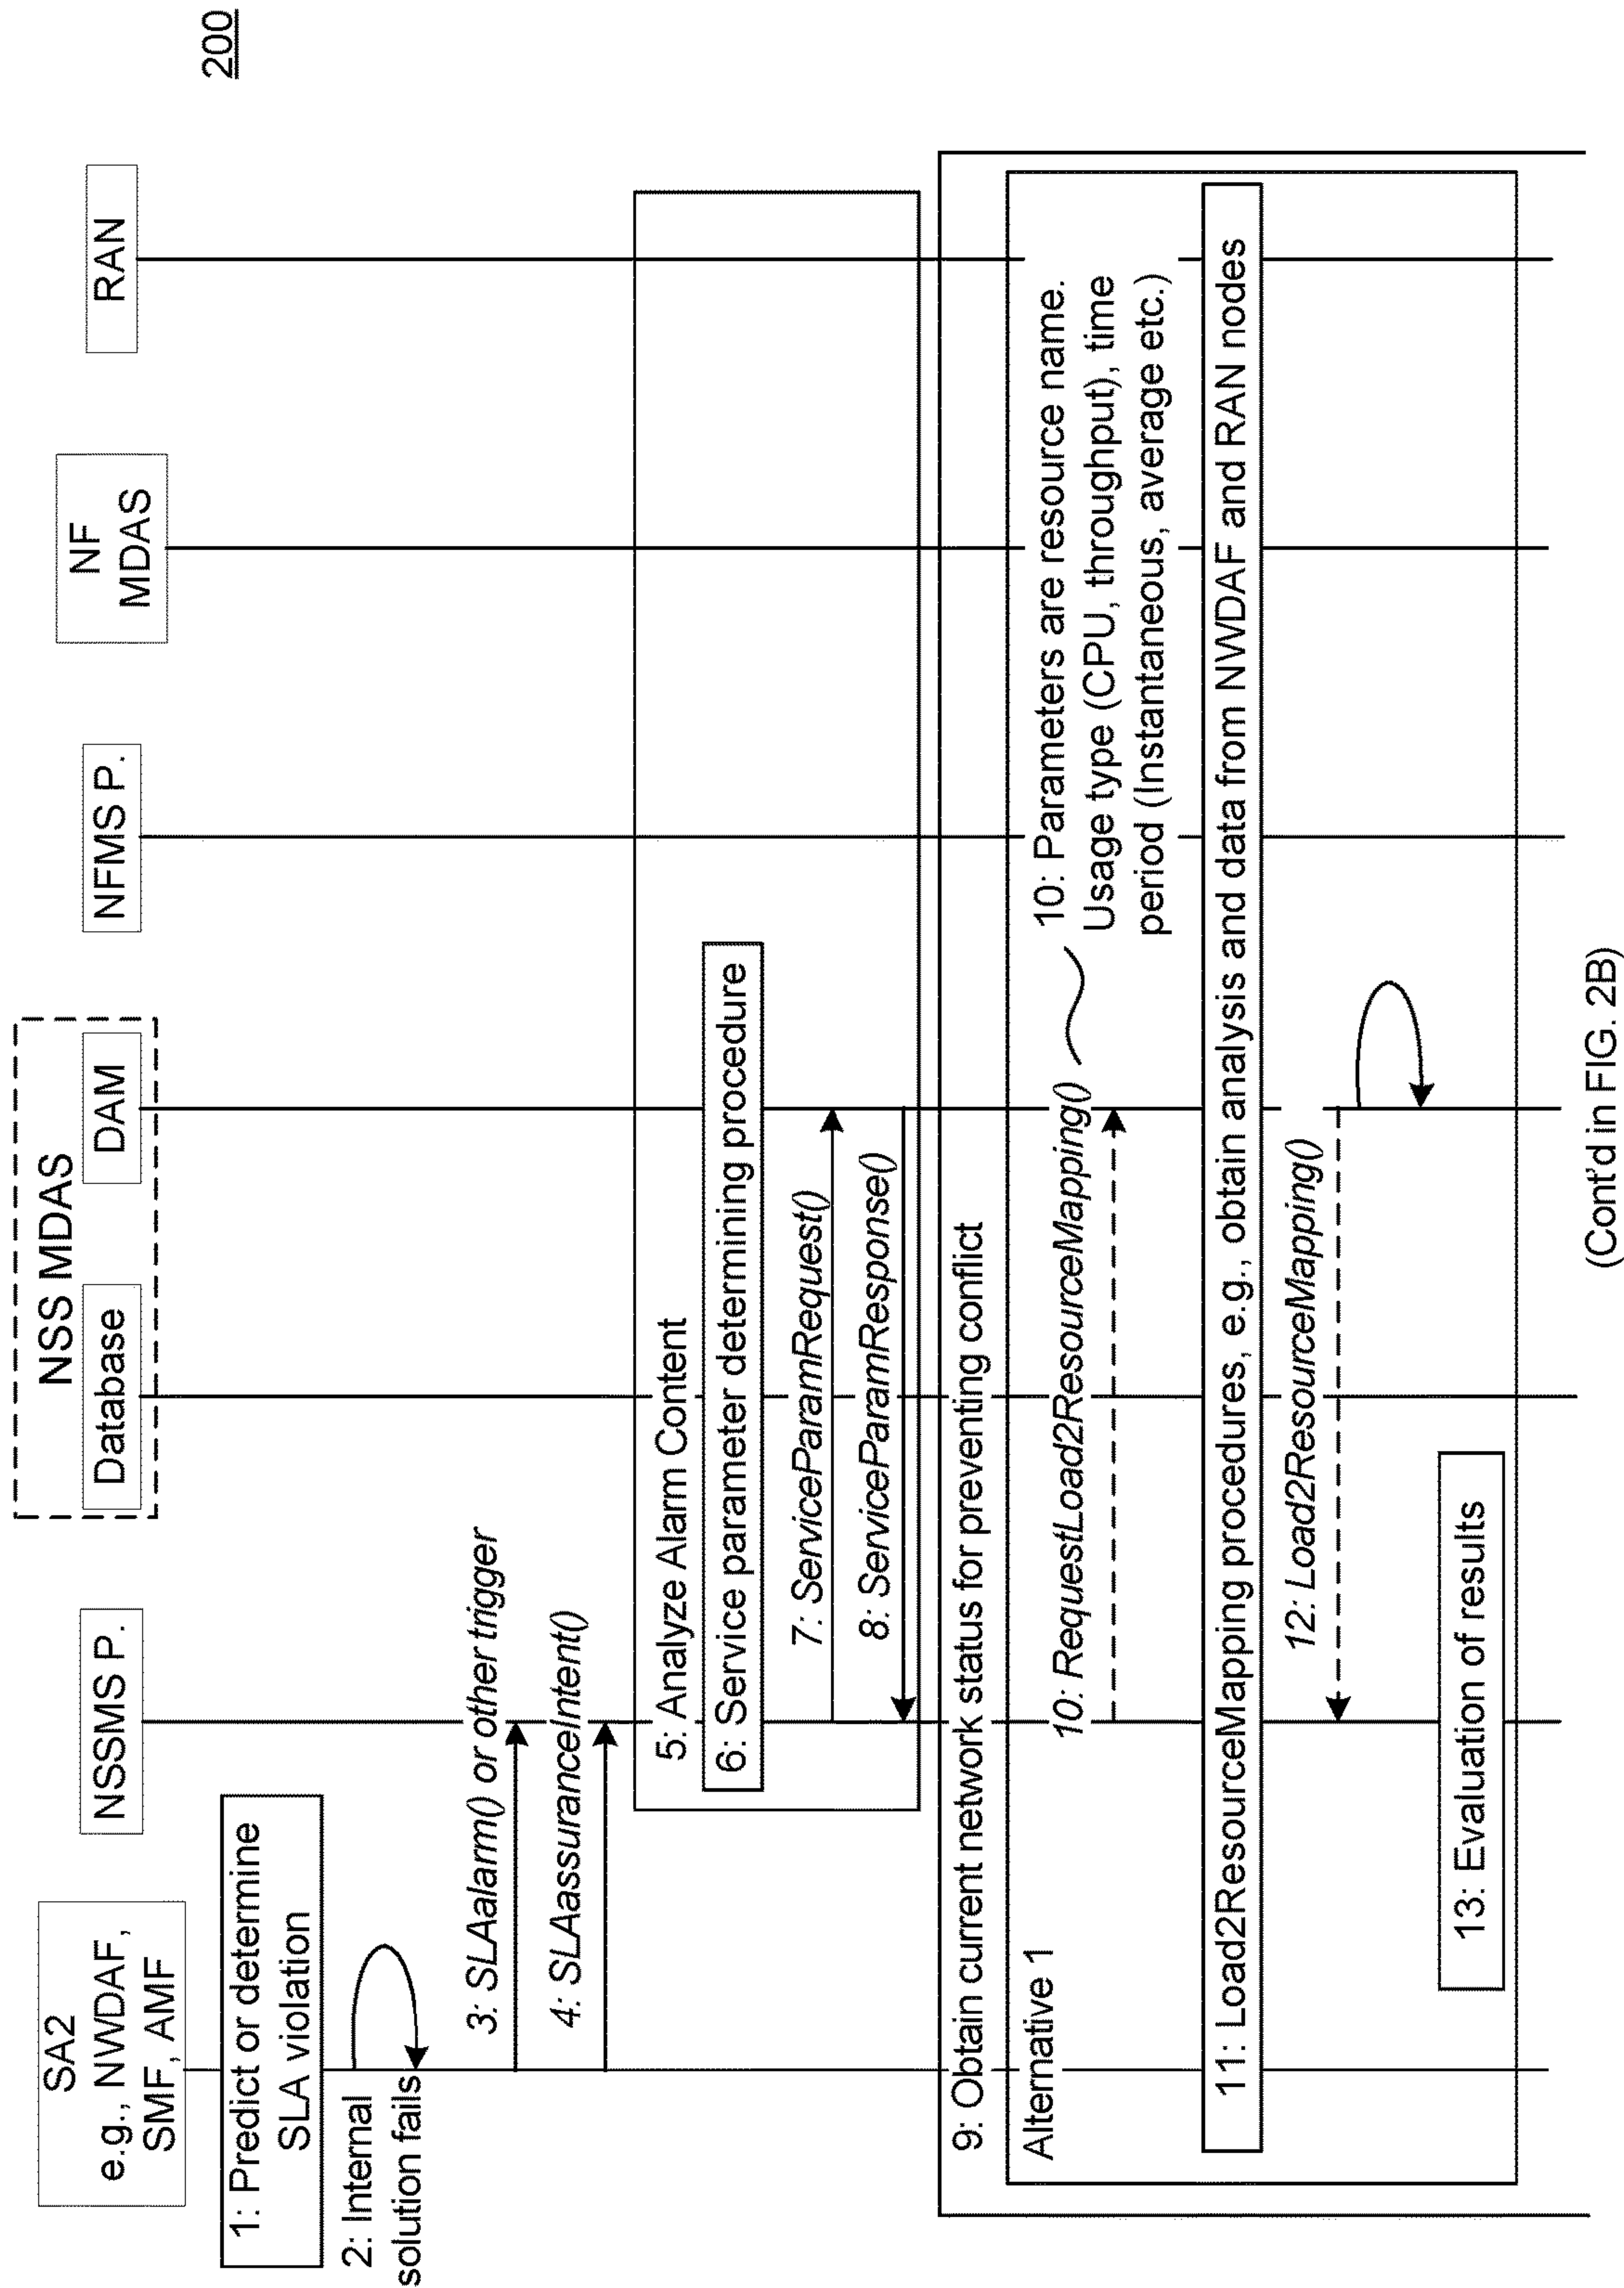 200
SA2
e.g., NWDAF,
SMF, AMF
NSSMS P.
NSS MDAS
Database
DAM
NFMS P.
NF
MDAS
RAN
1: Predict or determine
SLA violation
2: Internal
solution fails
3: SLAalarm() or other trigger
4: SLAassuranceIntent()
5: Analyze Alarm Content
6: Service parameter determining procedure
7: ServiceParamRequest()
8: ServiceParamResponse()
9: Obtain current network status for preventing conflict
Alternative 1
10: RequestLoad2ResourceMapping()
10: Parameters are resource name.
Usage type (CPU, throughput), time
period (Instantaneous, average etc.)
11: Load2ResourceMapping procedures, e.g., obtain analysis and data from NWDAF and RAN nodes
12: Load2ResourceMapping()
13: Evaluation of results
(Cont'd in FIG. 2B)